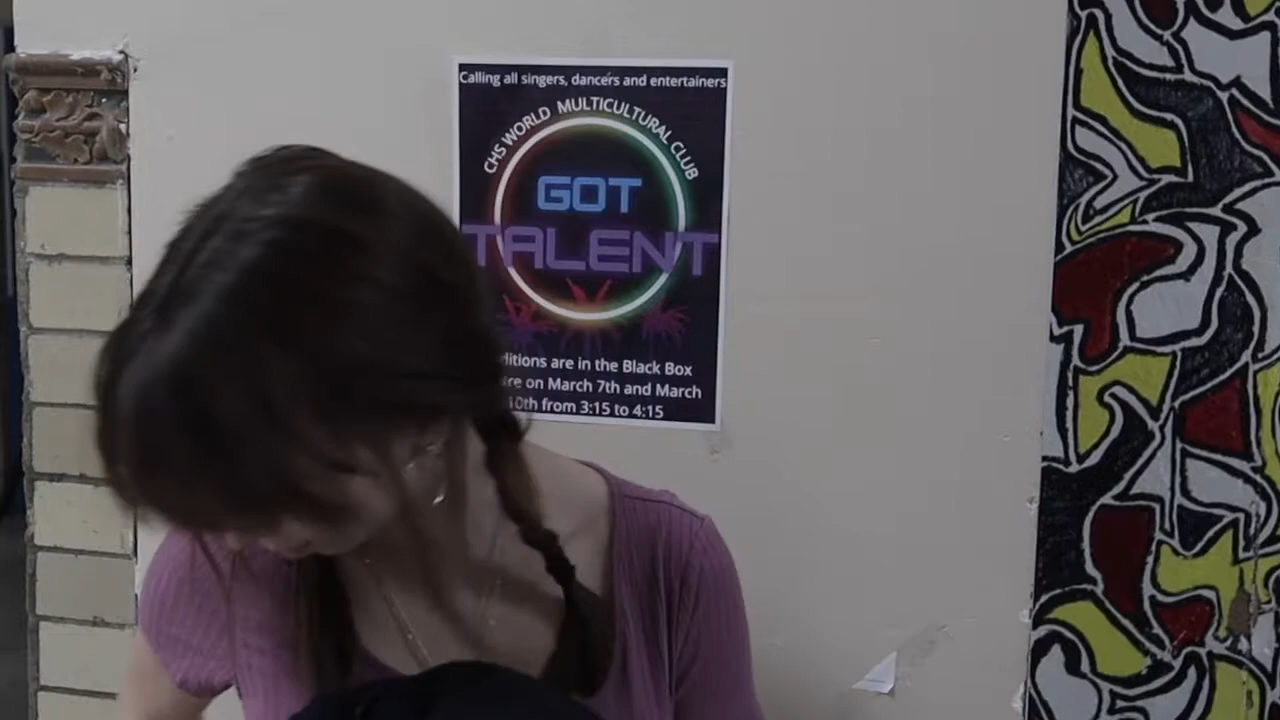 Calling all singers, dancers and entertainers
CHS WORLD MULTICULTURAL CLUB
GOT
TALENT
ditions are in the Black Box
re on March 7th and March
10th from 3:15 to 4:15